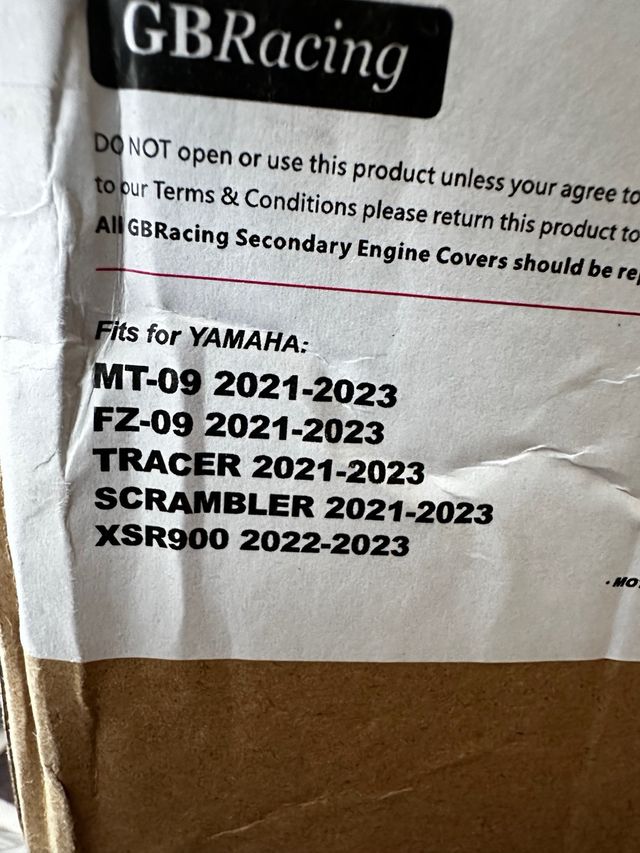 GBRacing
DO NOT open or use this product unless your agree to
to our Terms & Conditions please return this product to
All GBRacing Secondary Engine Covers should be
Fits for YAMAHA:
MT-09 2021-2023
FZ-09 2021-2023
TRACER 2021-2023
SCRAMBLER 2021-2023
XSR900 2022-2023